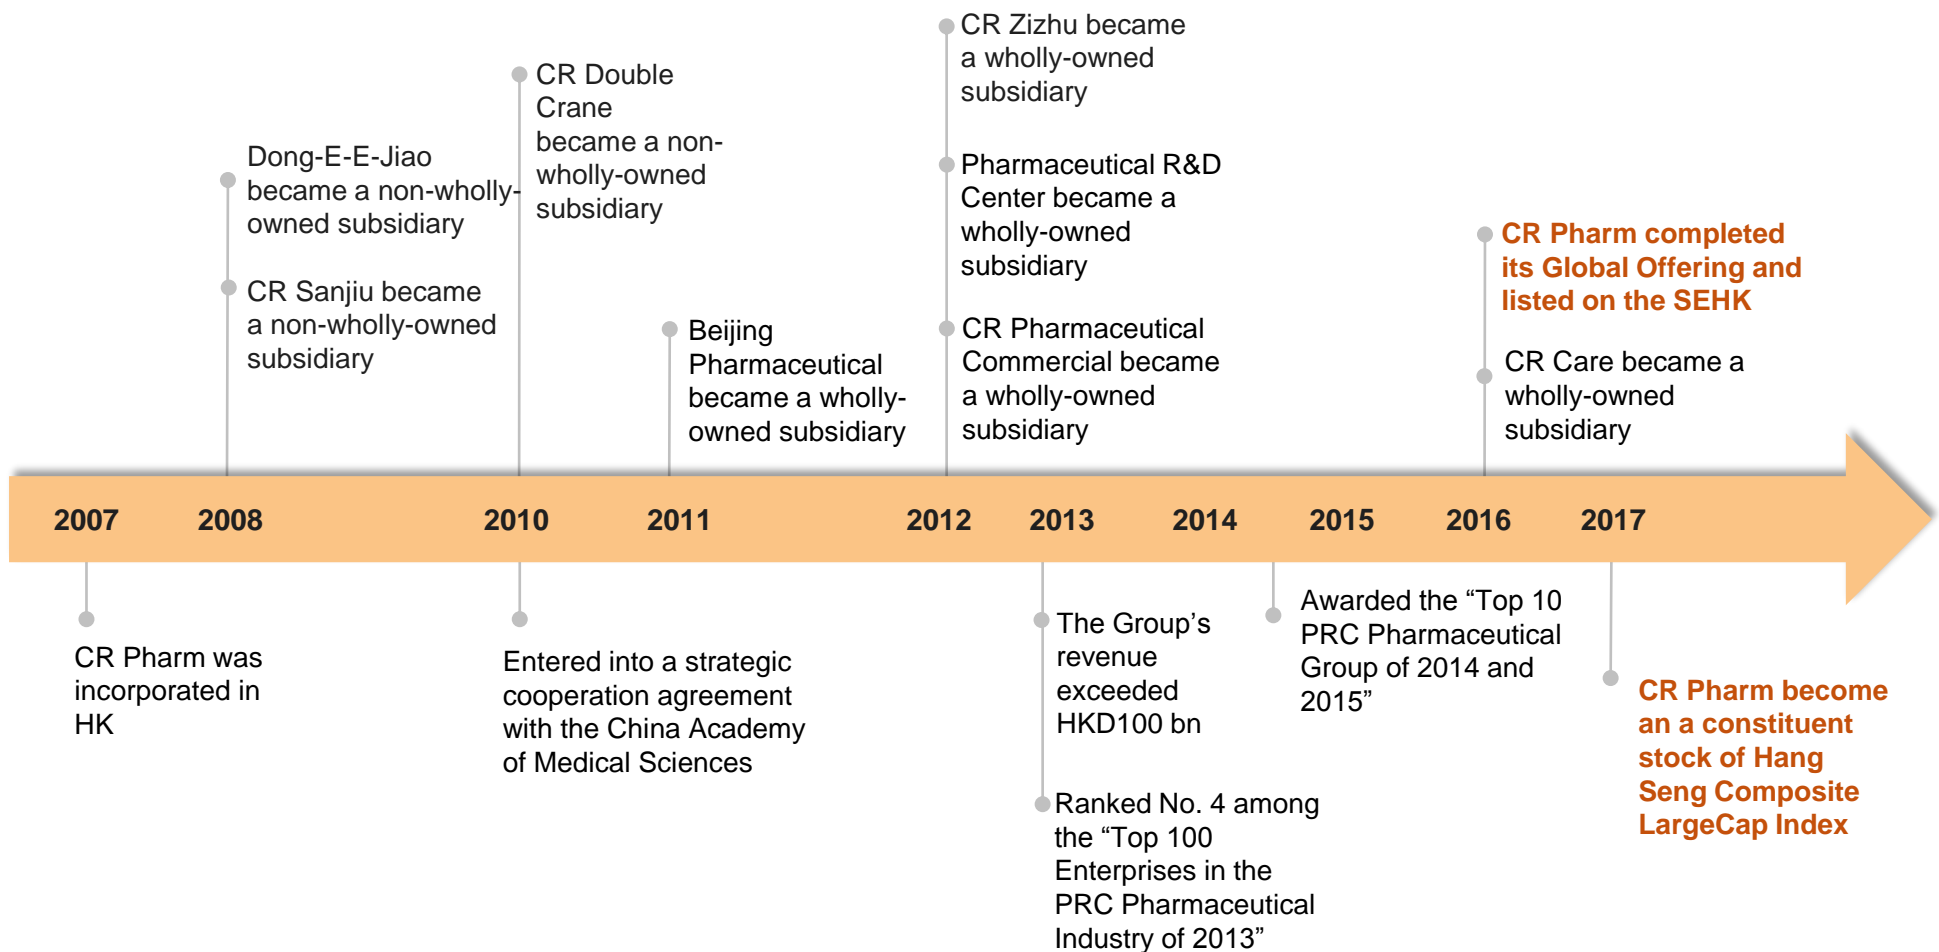 CR Zizhu became
a wholly-owned
subsidiary
CR Double
Crane
became a non-
wholly-owned
subsidiary
Dong-E-E-Jiao
became a non-wholly-
owned subsidiary
Pharmaceutical R&D
Center became a
wholly-owned
subsidiary
CR Pharm completed
its Global Offering and
listed on the SEHK
CR Sanjiu became
a non-wholly-owned
subsidiary
Beijing
Pharmaceutical
became a wholly-
owned subsidiary
CR Pharmaceutical
Commercial became
a wholly-owned
subsidiary
CR Care became a
wholly-owned
subsidiary
2007 2008 2010 2011 2012 2013 2014 2015 2016 2017
CR Pharm was
incorporated in
HK
Entered into a strategic
cooperation agreement
with the China Academy
of Medical Sciences
The Group’s
revenue
exceeded
HKD100 bn
Ranked No. 4 among
the “Top 100
Enterprises in the
PRC Pharmaceutical
Industry of 2013”
Awarded the “Top 10
PRC Pharmaceutical
Group of 2014 and
2015”
CR Pharm become
an a constituent
stock of Hang
Seng Composite
LargeCap Index